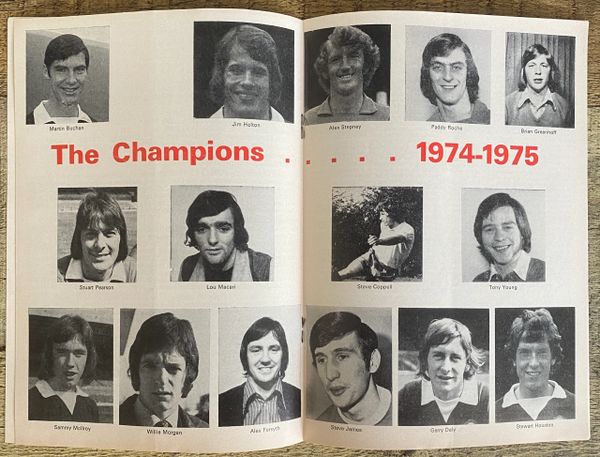 Martin Buchan
Jim Holton
Alex Stepney
Paddy Roche
Brian Greenhoff
The Champions . . . . . 1974-1975
Stuart Pearson
Lou Macari
Steve Coppell
Tony Young
Sammy McIlroy
Willie Morgan
Alex Forsyth
Steve James
Gerry Daly
Stewart Houston